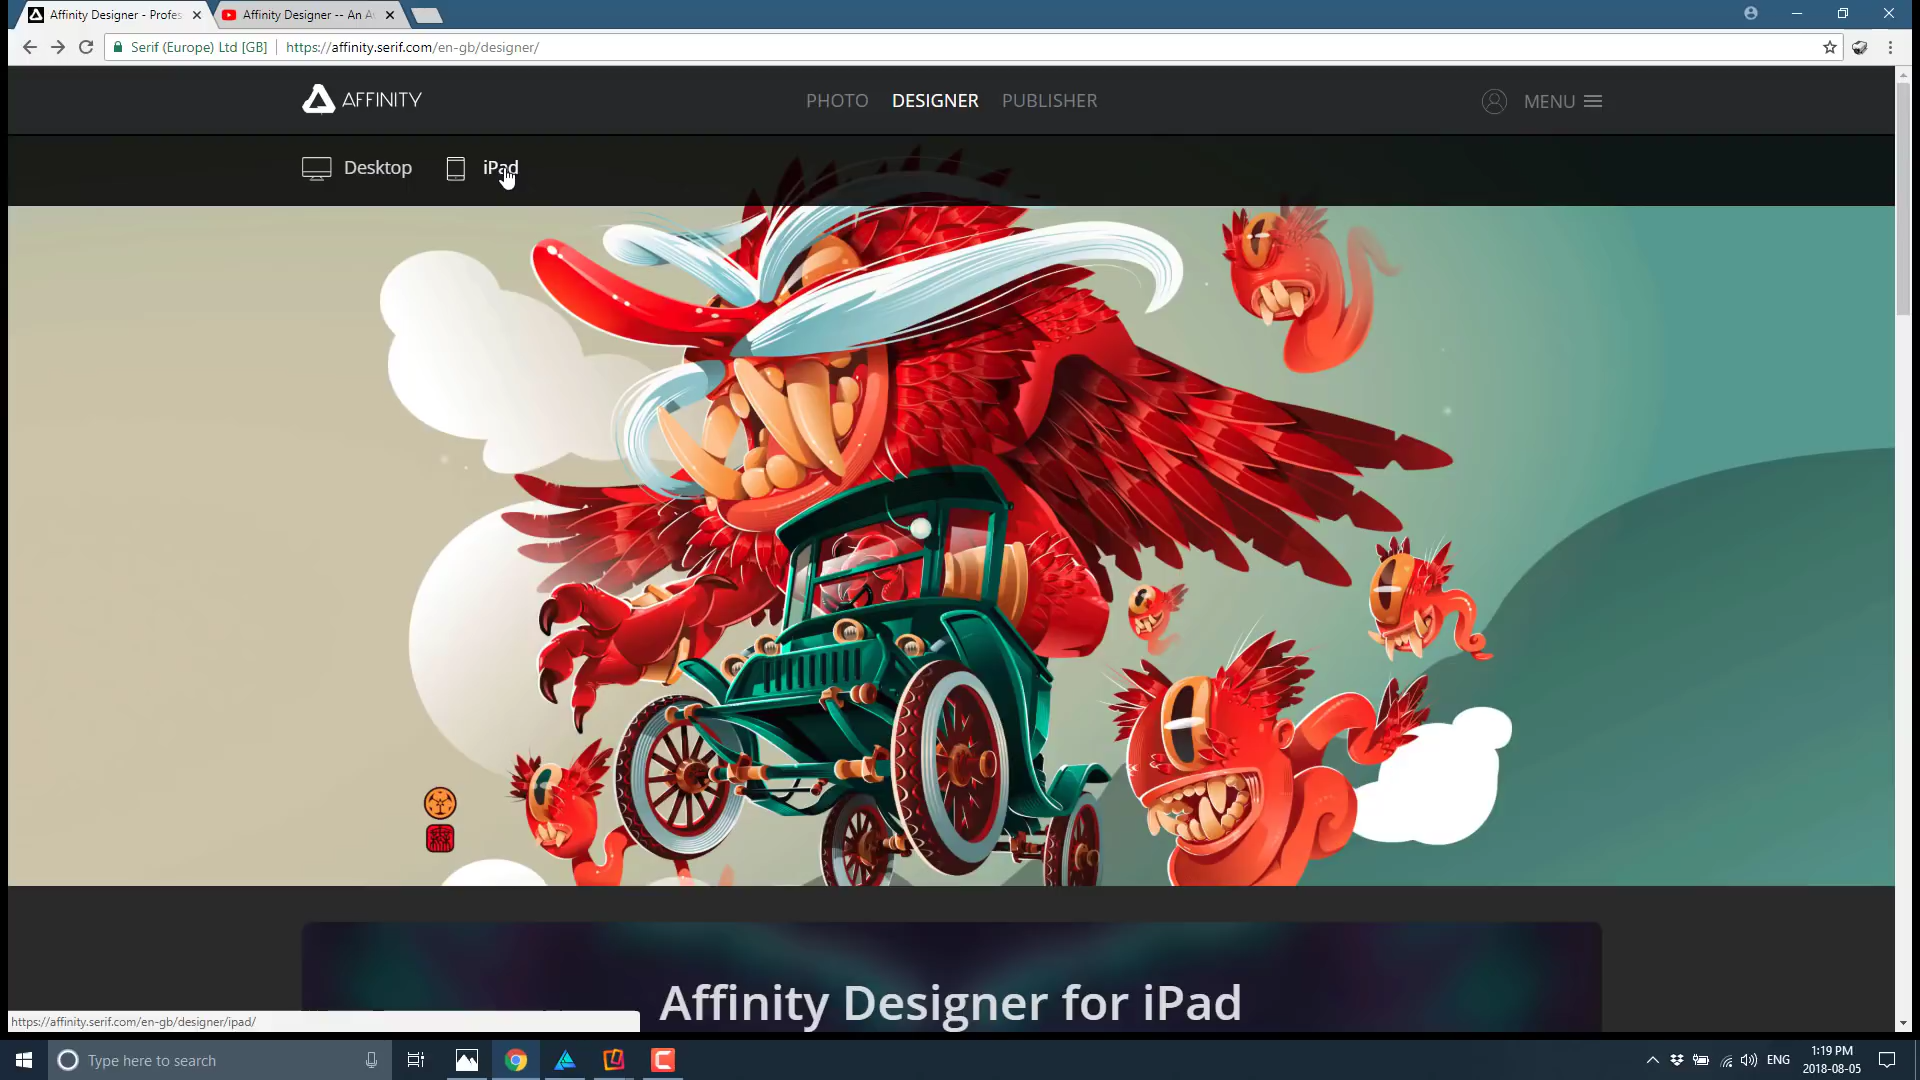 Affinity Designer - Profes
Affinity Designer -- An A
Serif (Europe) Ltd [GB]
https://affinity.serif.com/en-gb/designer/
AFFINITY
PHOTO
DESIGNER
PUBLISHER
MENU
Desktop
iPad
Affinity Designer for iPad
https://affinity.serif.com/en-gb/designer/ipad/
Type here to search
ENG
1:19 PM
2018-08-05